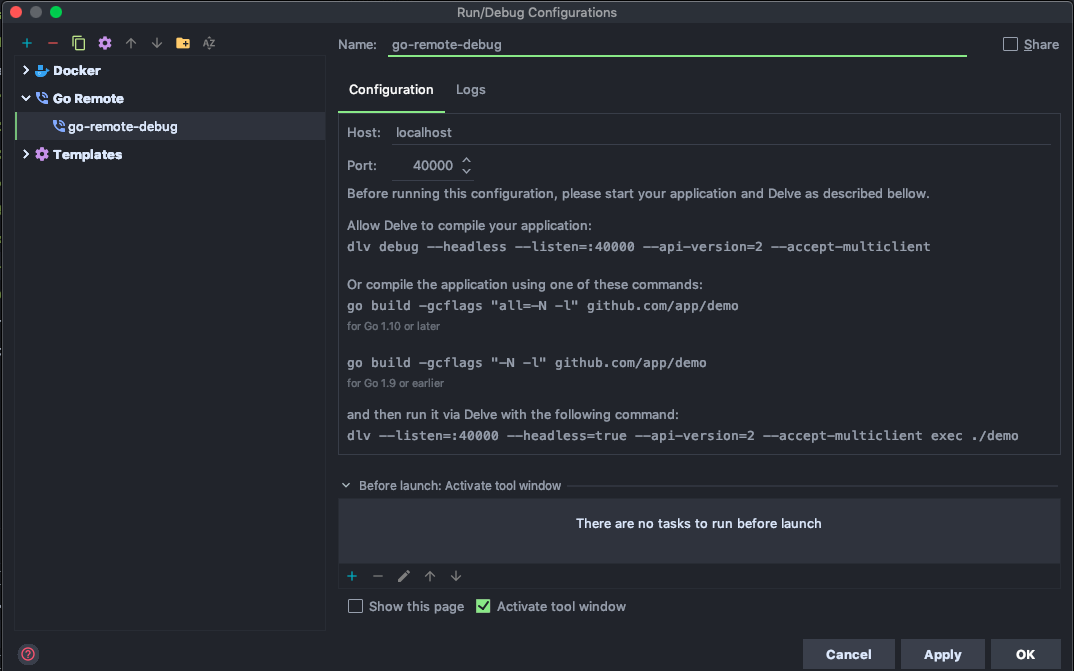 Run/Debug Configurations
Name: go-remote-debug
Share
Docker
Go Remote
go-remote-debug
Templates
Configuration Logs
Host: localhost
Port: 40000
Before running this configuration, please start your application and Delve as described bellow.
Allow Delve to compile your application:
dlv debug --headless --listen=:40000 --api-version=2 --accept-multiclient
Or compile the application using one of these commands:
go build -gcflags "all=-N -l" github.com/app/demo
for Go 1.10 or later
go build -gcflags "-N -l" github.com/app/demo
for Go 1.9 or earlier
and then run it via Delve with the following command:
dlv --listen=:40000 --headless=true --api-version=2 --accept-multiclient exec ./demo
Before launch: Activate tool window
There are no tasks to run before launch
Show this page Activate tool window
Cancel Apply OK